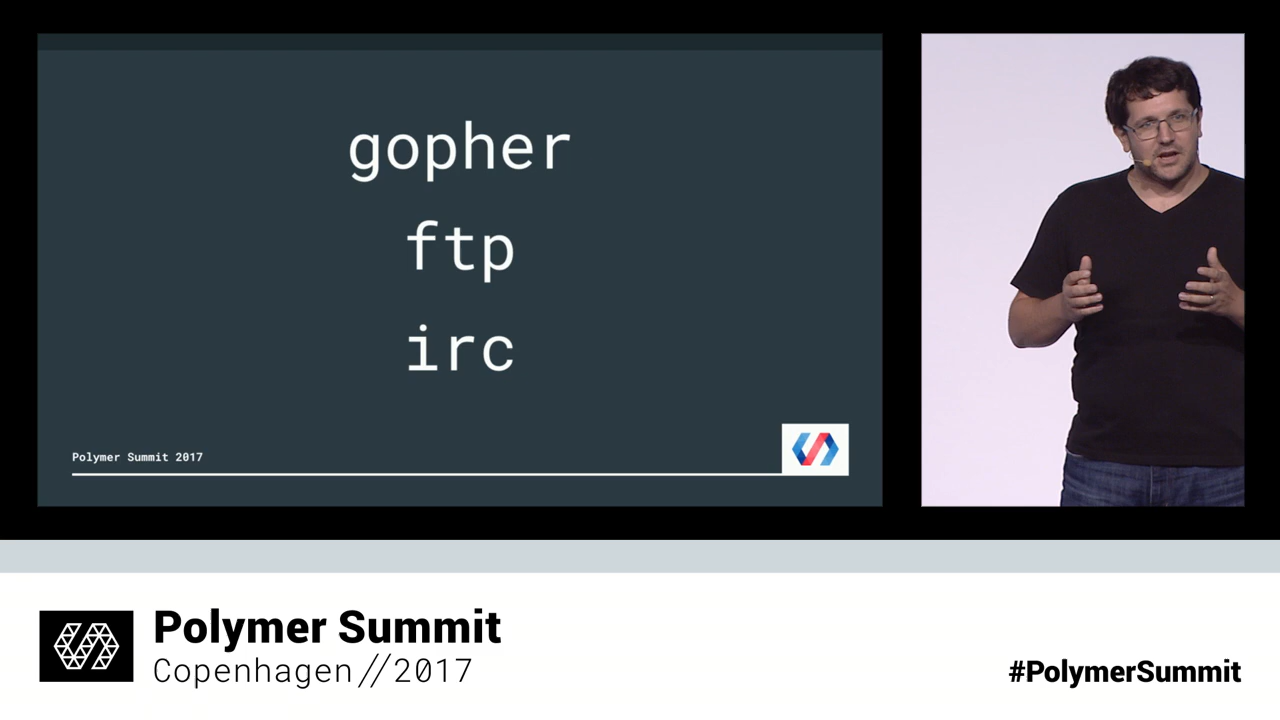 gopher
ftp
irc
Polymer Summit 2017
Polymer Summit
Copenhagen//2017
#PolymerSummit